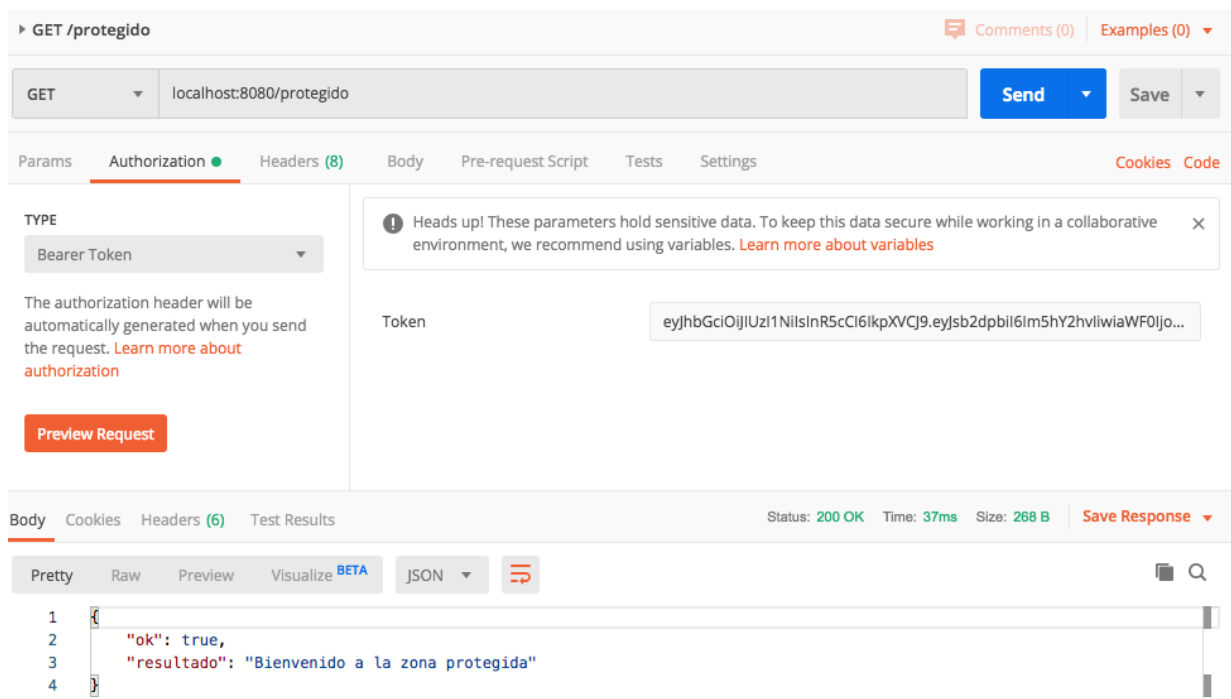 GET /protegido
Comments (0)
Examples (0)
GET
localhost:8080/protegido
Send
Save
Params
Authorization
Headers (8)
Body
Pre-request Script
Tests
Settings
Cookies
Code
TYPE
Bearer Token
The authorization header will be
automatically generated when you send
the request. Learn more about
authorization
Preview Request
Heads up! These parameters hold sensitive data. To keep this data secure while working in a collaborative
environment, we recommend using variables. Learn more about variables
Token
eyJhbGciOiJIUzI1NiIsInR5cCI6IkpXVCJ9.eyJsb2dpbiI6Im5hY2hvIiwiaWF0Ijo...
Body
Cookies
Headers (6)
Test Results
Status: 200 OK
Time: 37ms
Size: 268 B
Save Response
Pretty
Raw
Preview
Visualize BETA
JSON
1 {
2 "ok": true,
3 "resultado": "Bienvenido a la zona protegida"
4 }